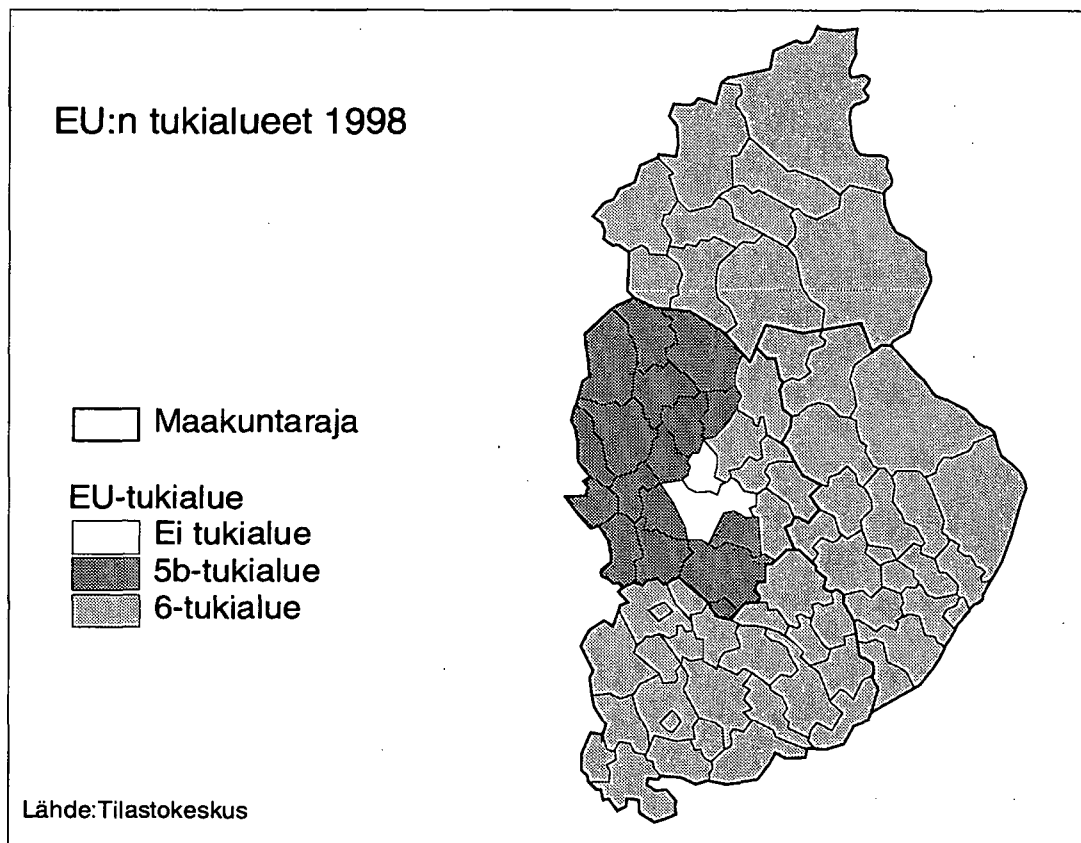 EU:n tukialueet 1998
Maakuntaraja
EU-tukialue
Ei tukialue
5b-tukialue
6-tukialue
Lähde:Tilastokeskus